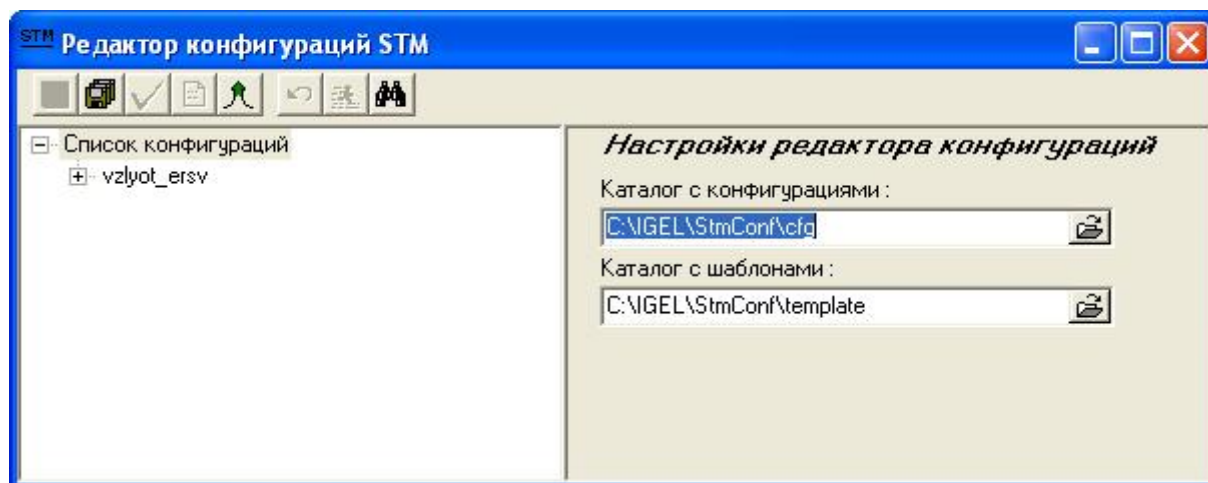 STM Редактор конфигураций STM
Список конфигураций
vzlyot_ersv
Настройки редактора конфигураций
Каталог с конфигурациями :
C:\IGEL\StmConf\cfg
Каталог с шаблонами :
C:\IGEL\StmConf\template